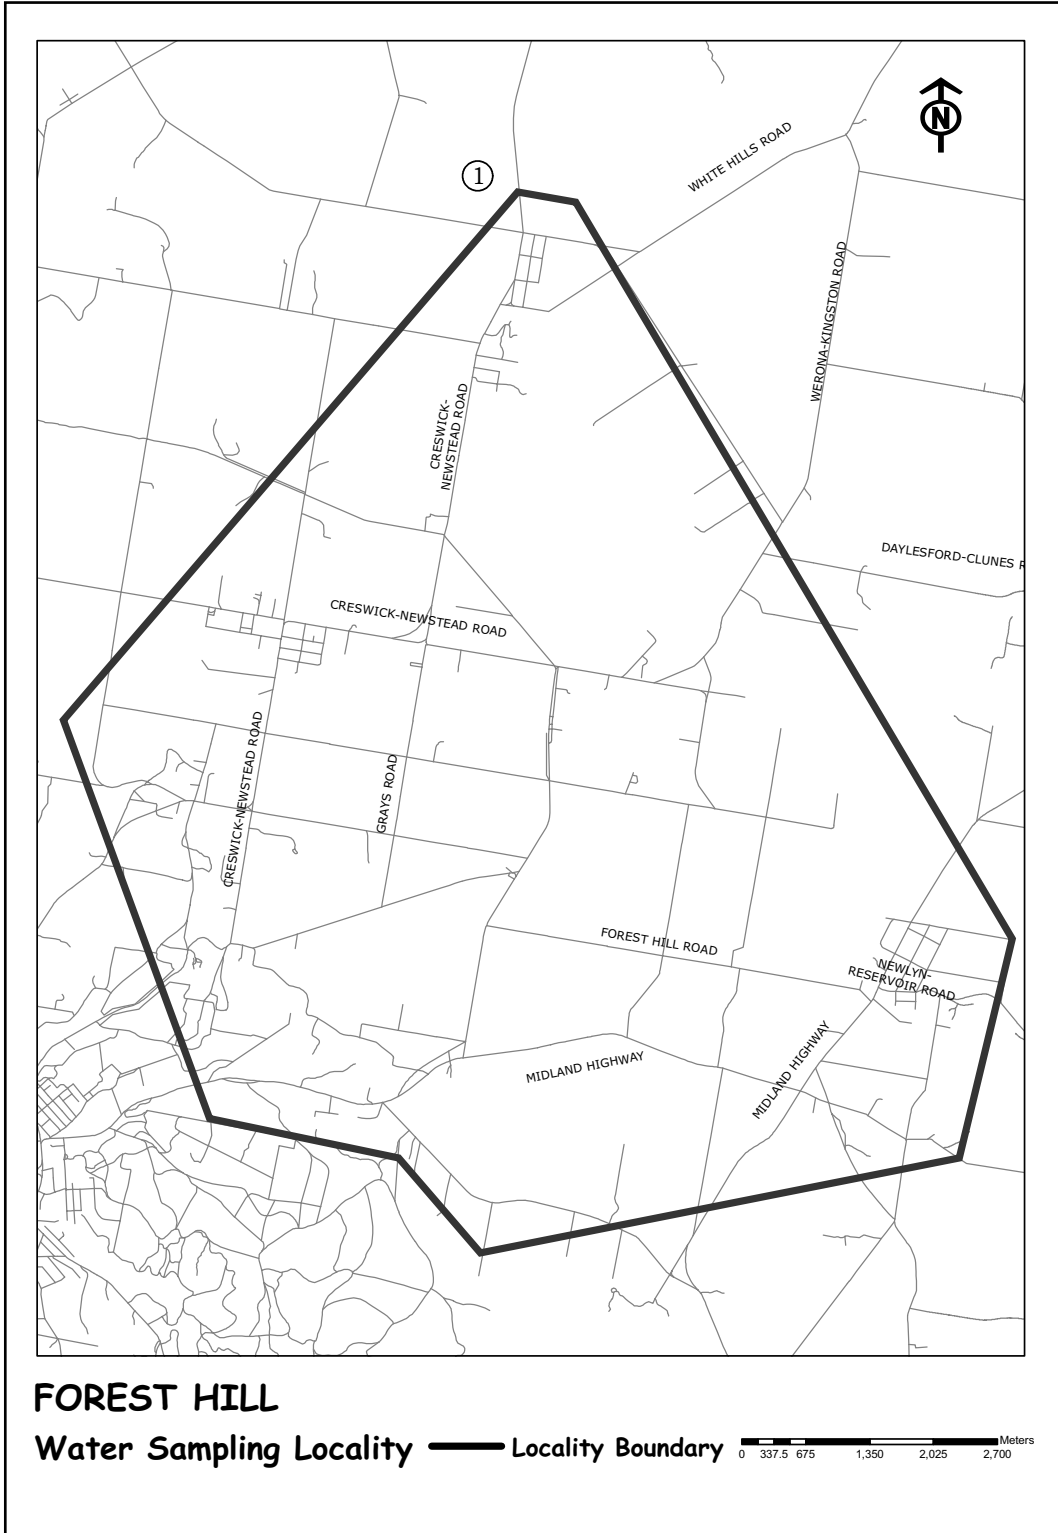 N
1
WHITE HILLS ROAD
WERONA-KINGSTON ROAD
CRESWICK-
NEWSTEAD ROAD
DAYLESFORD-CLUNES R
CRESWICK-NEWSTEAD ROAD
CRESWICK-NEWSTEAD ROAD
GRAYS ROAD
FOREST HILL ROAD
NEWLYN-
RESERVOIR ROAD
MIDLAND HIGHWAY
MIDLAND HIGHWAY
FOREST HILL
Water Sampling Locality
Locality Boundary
Meters
0 337.5 675 1,350 2,025 2,700